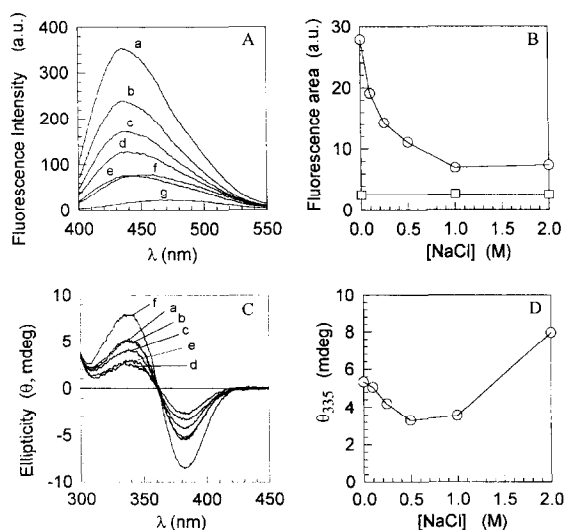 A
Fluorescence Intensity (a.u.)
400
300
200
100
0
a
b
c
d
e
f
g
400 450 500 550
λ (nm)
B
Fluorescence area (a.u.)
30
20
10
0
0.0 0.5 1.0 1.5 2.0
[NaCl] (M)
C
Ellipticity (θ, mdeg)
10
5
0
-5
-10
f
a
b
c
e
d
300 350 400 450
λ (nm)
D
θ335 (mdeg)
10
8
6
4
2
0
0.0 0.5 1.0 1.5 2.0
[NaCl] (M)